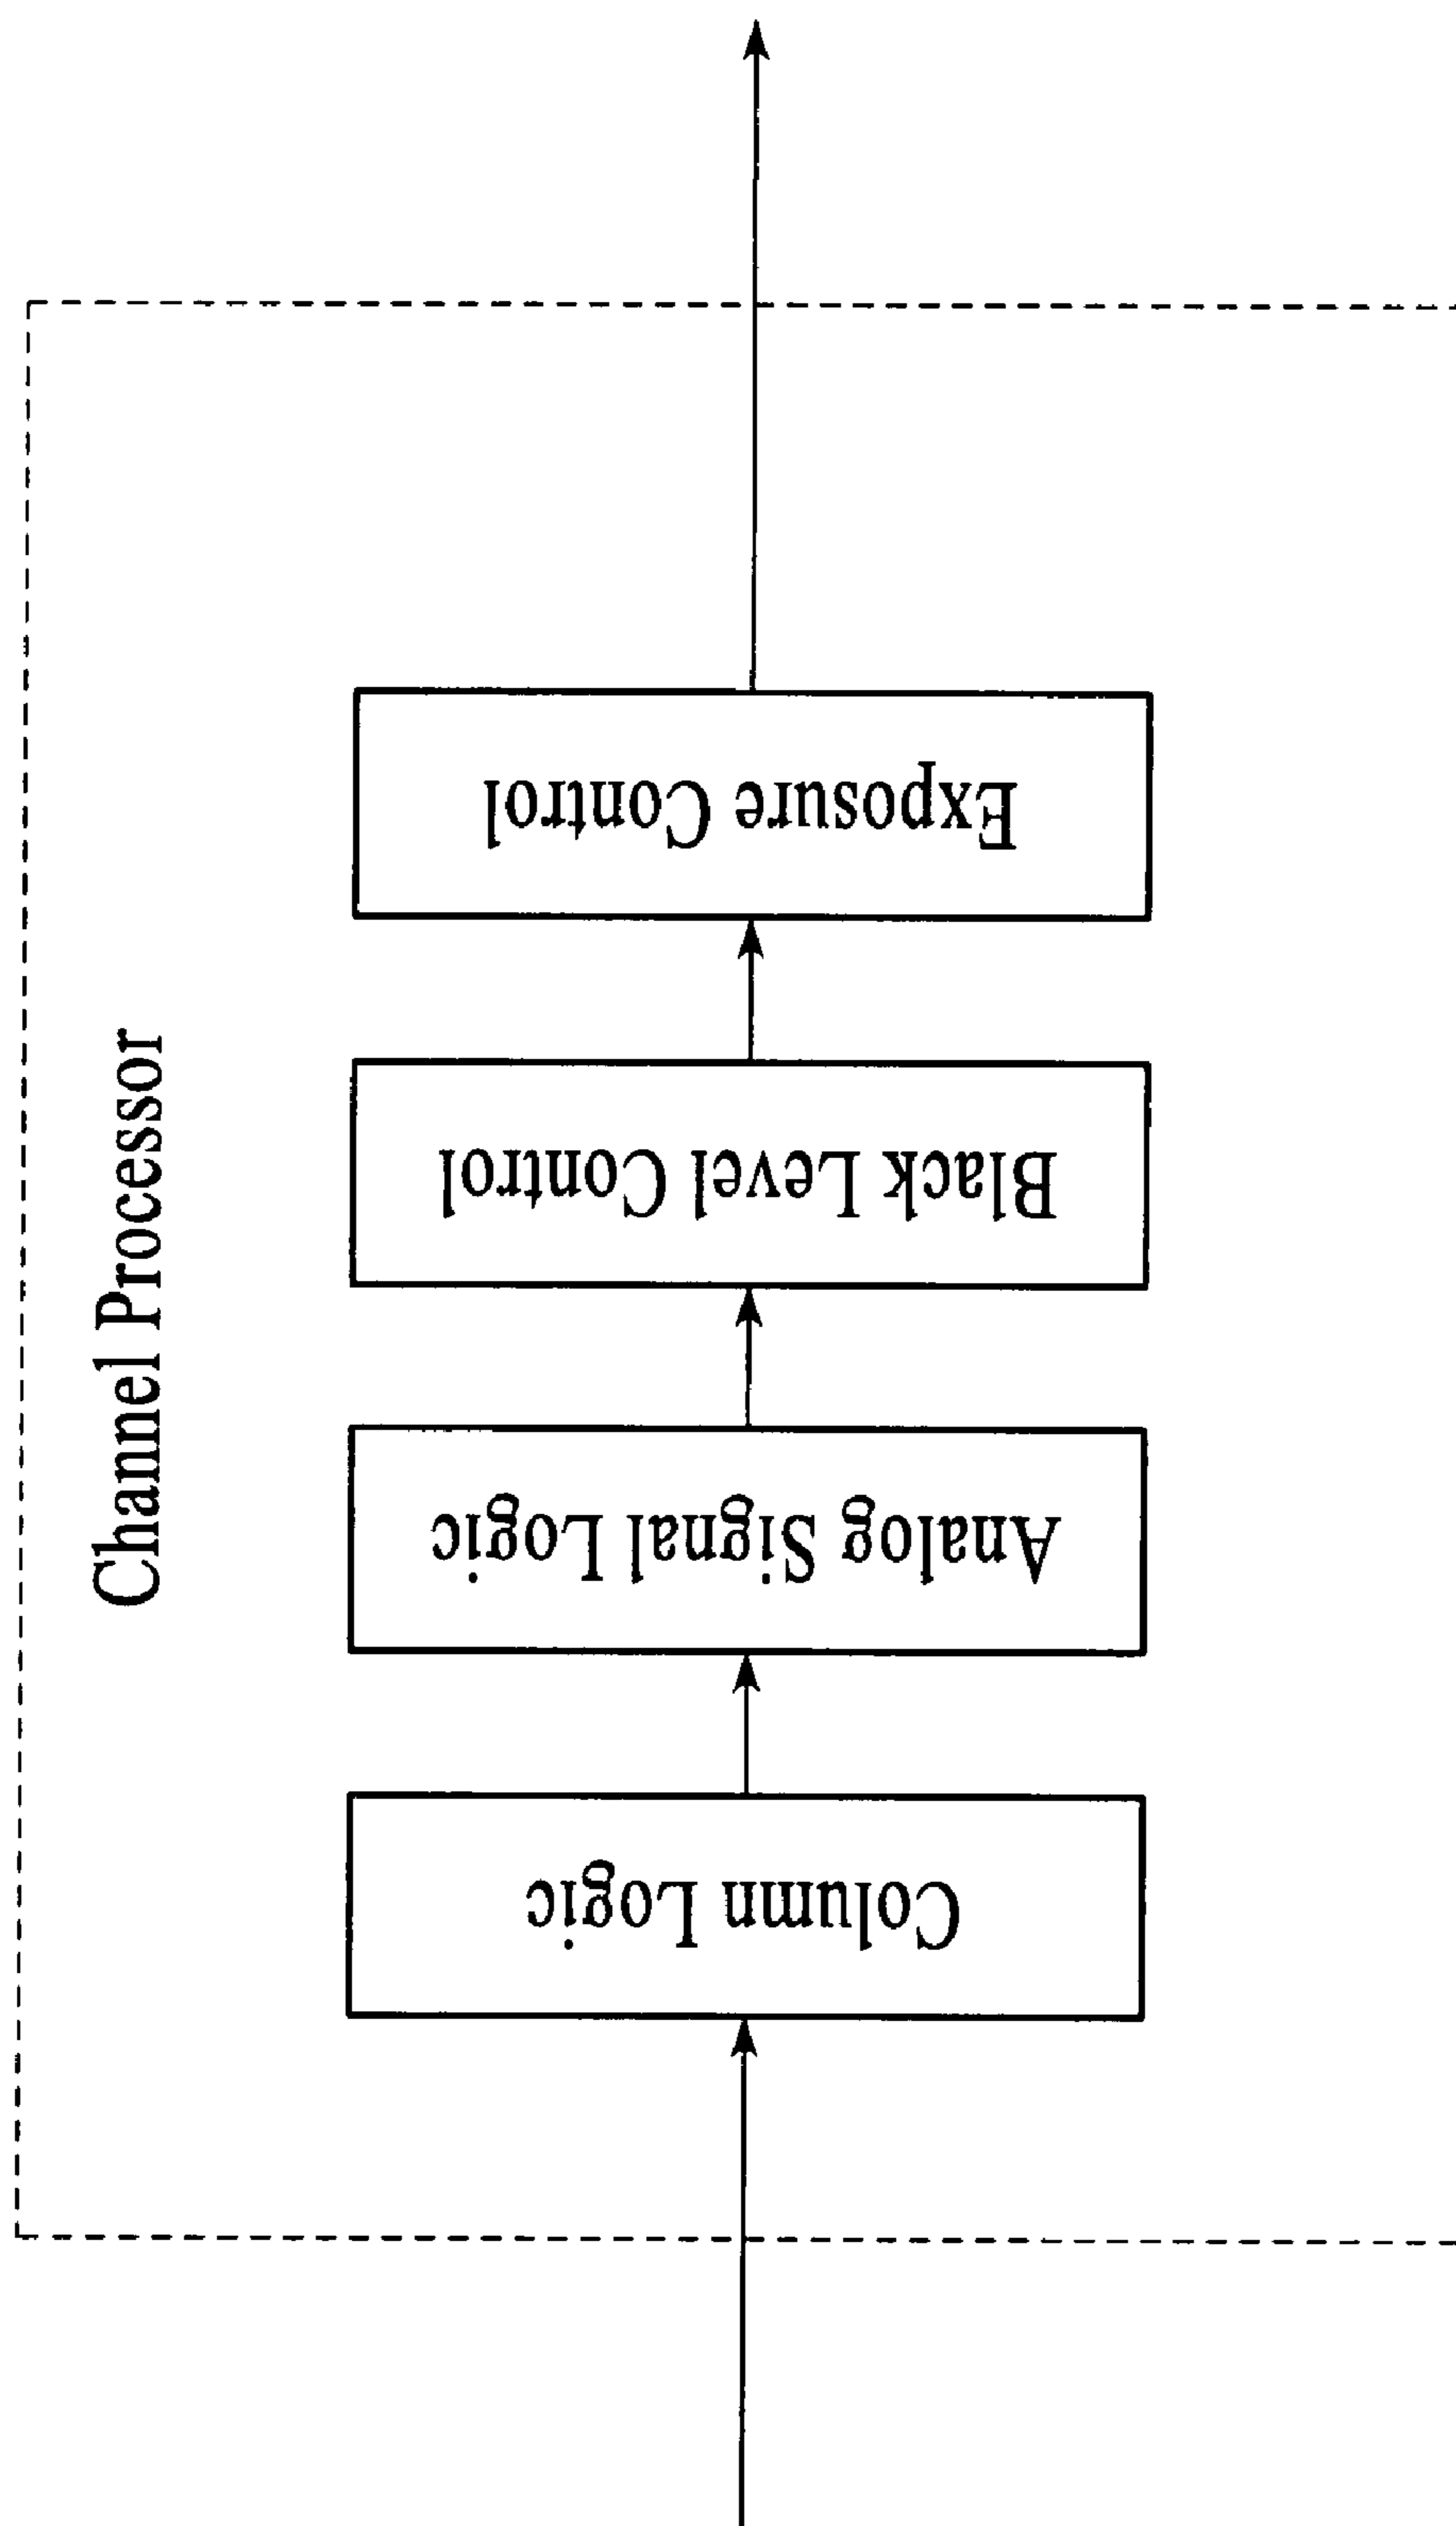 Channel Processor
Column Logic
Analog Signal Logic
Black Level Control
Exposure Control